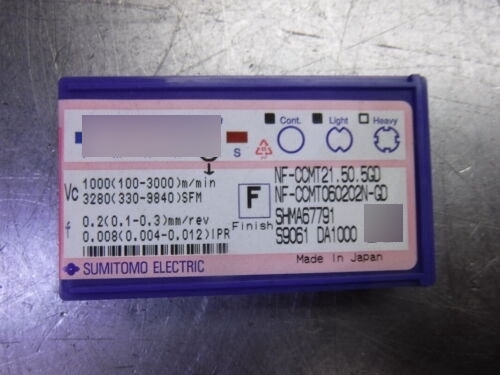 Cont. Light Heavy
S
Vc 1000(100-3000)m/min
3280(330-9840)SFM
f 0.2(0.1-0.3)mm/rev
0.008(0.004-0.012)IPR
F
Finish
NF-CCMT21.50.5GD
NF-CCMT060202N-GD
SHMA67791
S9061 DA1000
SUMITOMO ELECTRIC
Made in Japan